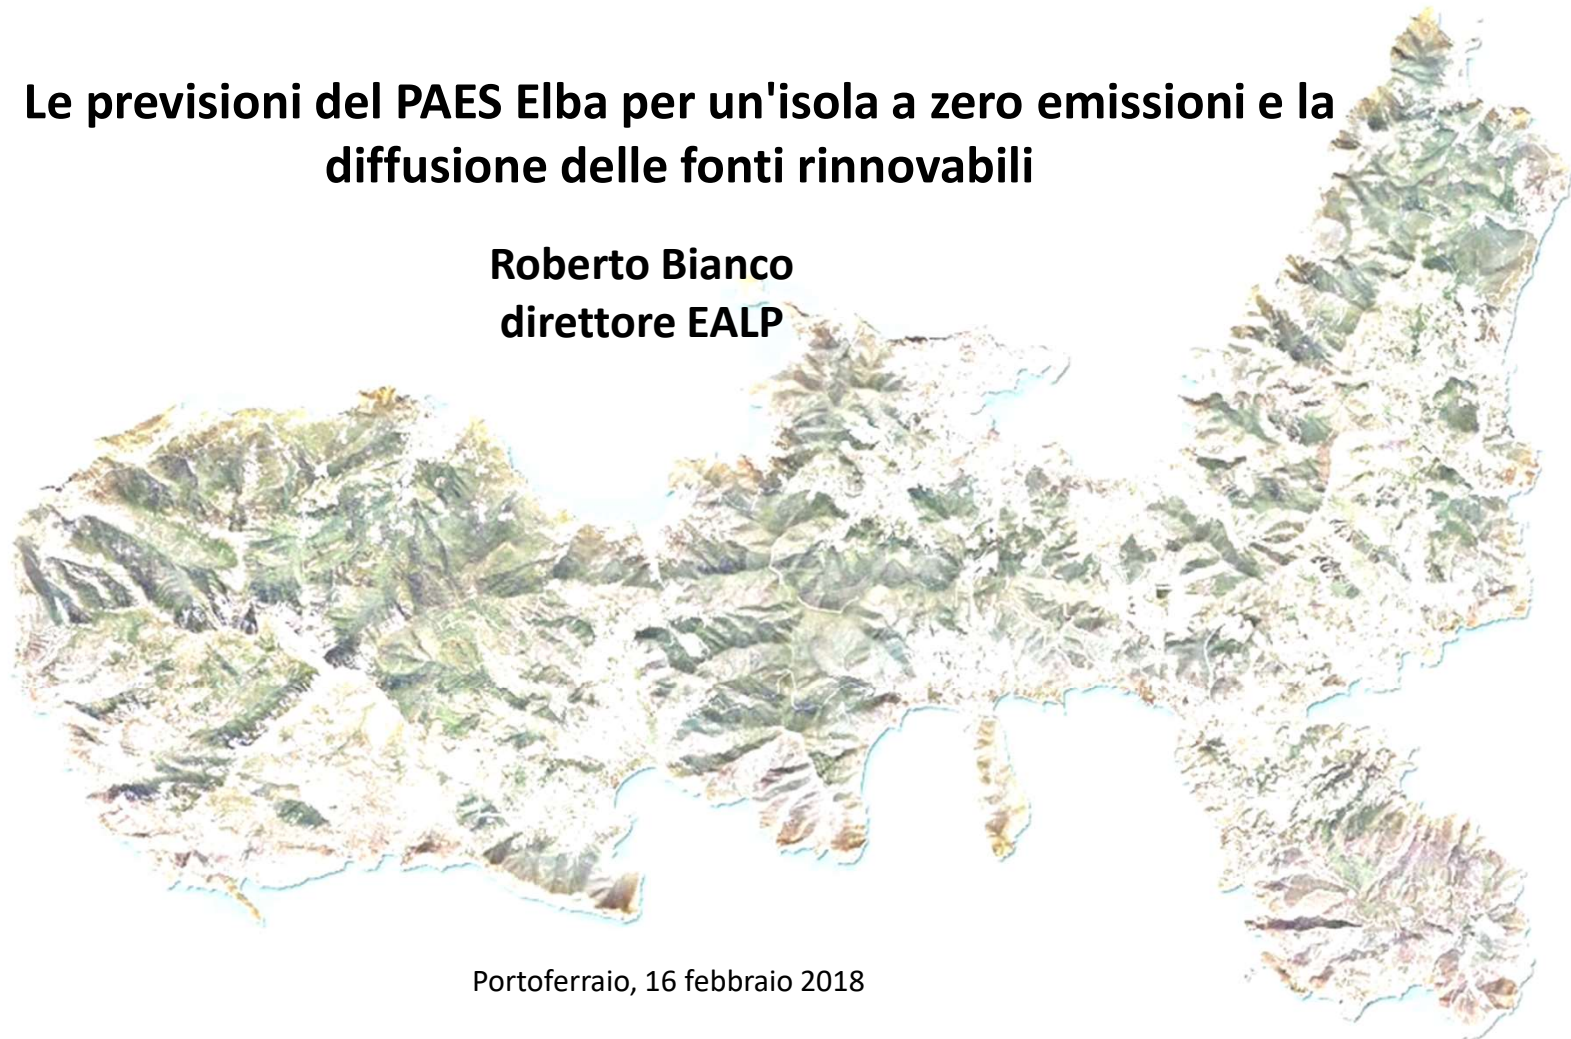 Le previsioni del PAES Elba per un'isola a zero emissioni e la
diffusione delle fonti rinnovabili
Roberto Bianco
direttore EALP
Portoferraio, 16 febbraio 2018